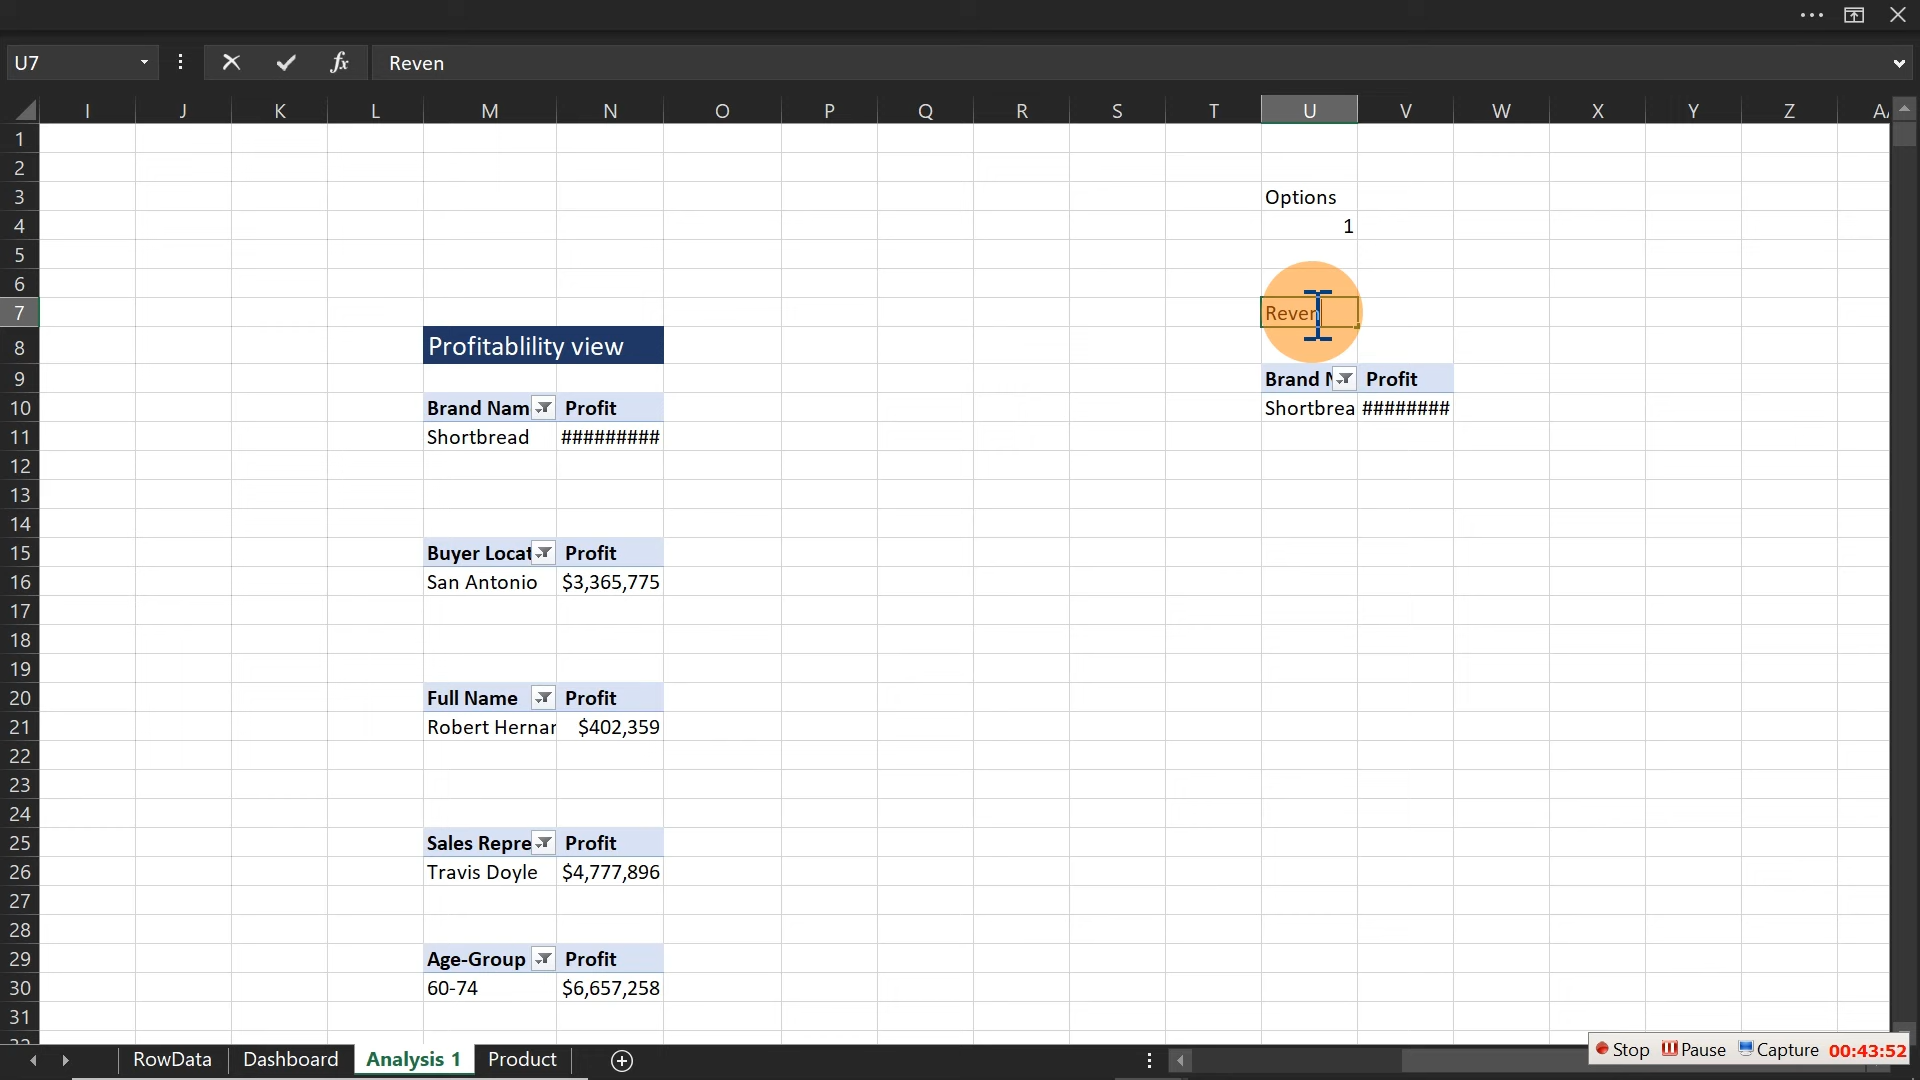 U7
fx
Reven
I J K L M N O P Q R S T U V W X Y Z
1
2
3 Options
4 1
5
6
7 Reven
8 Profitablility view
9 Brand N Profit
10 Brand Nam Profit Shortbrea ########
11 Shortbread #########
12
13
14
15 Buyer Locat Profit
16 San Antonio $3,365,775
17
18
19
20 Full Name Profit
21 Robert Hernar $402,359
22
23
24
25 Sales Repre Profit
26 Travis Doyle $4,777,896
27
28
29 Age-Group Profit
30 60-74 $6,657,258
31
RowData Dashboard Analysis 1 Product
Stop Pause Capture 00:43:52